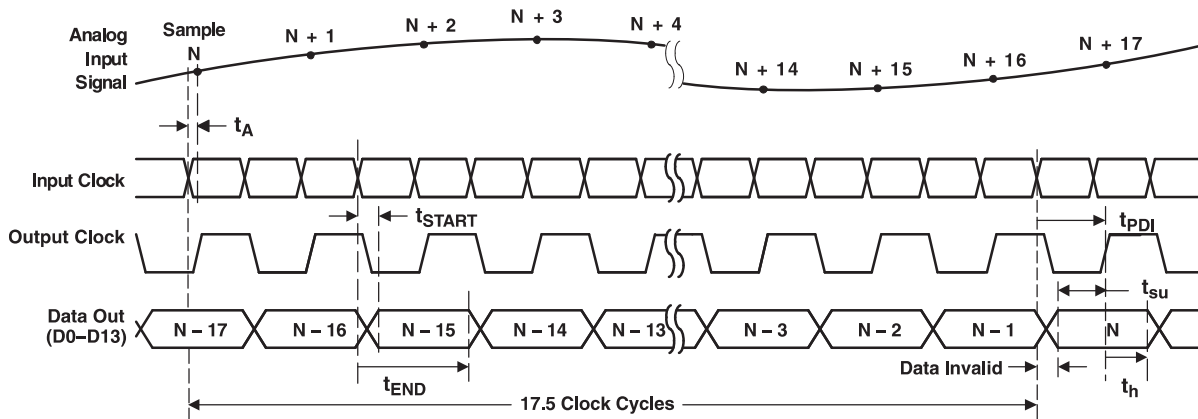 Analog
Input
Signal
Sample
N
N + 1
N + 2
N + 3
N + 4
N + 14
N + 15
N + 16
N + 17
tA
Input Clock
tSTART
Output Clock
tPDI
tsu
Data Out
(D0–D13)
N – 17
N – 16
N – 15
N – 14
N – 13
N – 3
N – 2
N – 1
N
tEND
Data Invalid
th
17.5 Clock Cycles